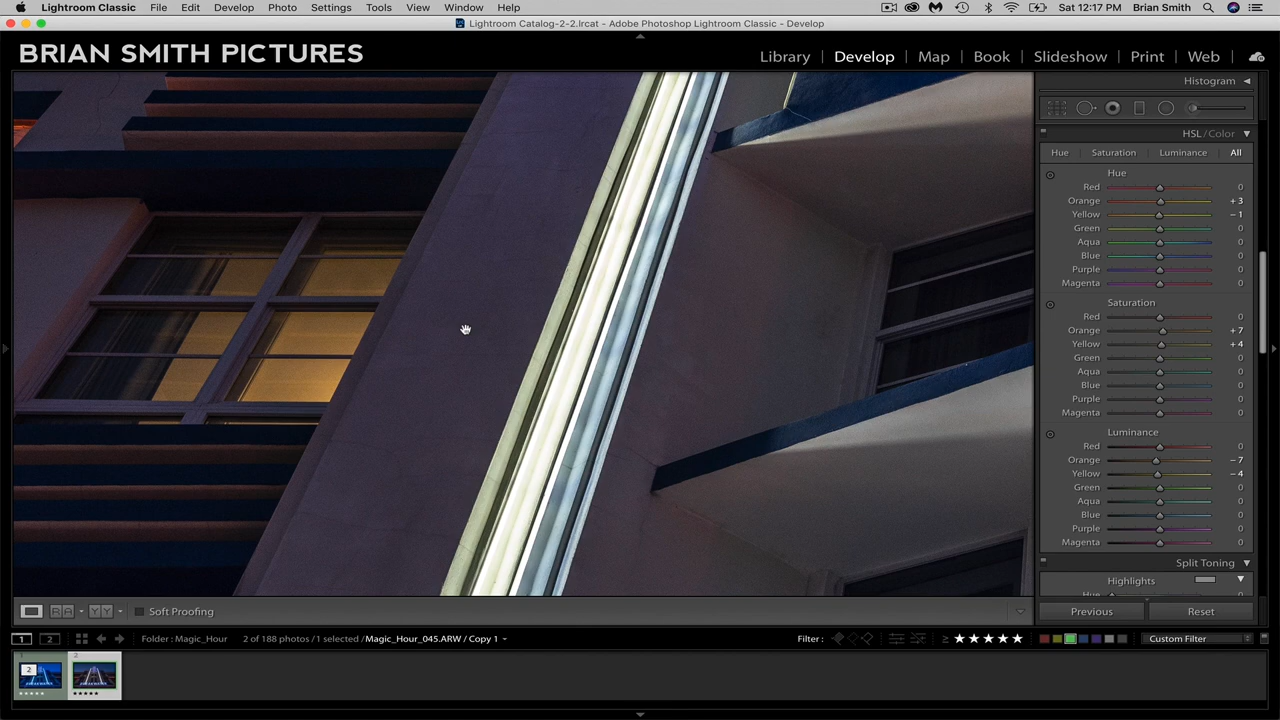 Lightroom Classic File Edit Develop Photo Settings Tools View Window Help Sat 12:17 PM Brian Smith
Lightroom Catalog-2-2.lrcat - Adobe Photoshop Lightroom Classic - Develop
BRIAN SMITH PICTURES
Library | Develop | Map | Book | Slideshow | Print | Web
Histogram
HSL / Color
Hue Saturation Luminance All
Hue
Red 0
Orange + 3
Yellow − 1
Green 0
Aqua 0
Blue 0
Purple 0
Magenta 0
Saturation
Red 0
Orange + 7
Yellow + 4
Green 0
Aqua 0
Blue 0
Purple 0
Magenta 0
Luminance
Red 0
Orange − 7
Yellow − 4
Green 0
Aqua 0
Blue 0
Purple 0
Magenta 0
Split Toning
Highlights
Hue
Previous Reset
Soft Proofing
1 2 Folder : Magic_Hour 2 of 188 photos / 1 selected / Magic_Hour_045.ARW / Copy 1 Filter : Custom Filter
1 2
2